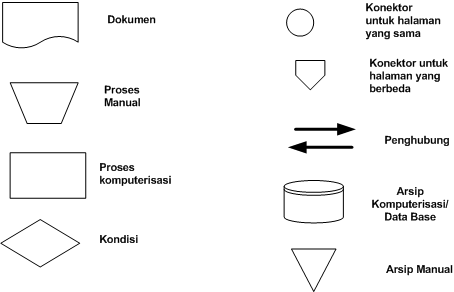 Dokumen
Proses
Manual
Proses
komputerisasi
Kondisi
Konektor
untuk halaman
yang sama
Konektor untuk
halaman yang
berbeda
Penghubung
Arsip
Komputerisasi/
Data Base
Arsip Manual